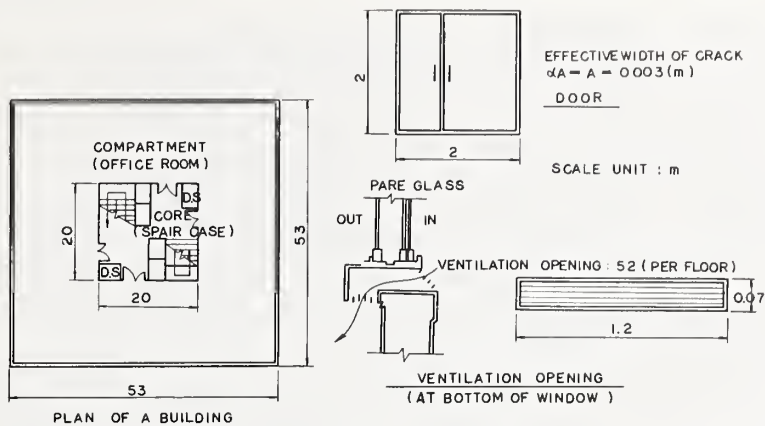 2
2
EFFECTIVE WIDTH OF CRACK
αA = A = 0.003 (m)
DOOR
SCALE UNIT : m
COMPARTMENT
(OFFICE ROOM)
D.S
CORE
(SPAIR CASE)
D.S
20
20
53
53
PLAN OF A BUILDING
PARE GLASS
OUT
IN
VENTILATION OPENING : 52 (PER FLOOR)
0.07
1.2
VENTILATION OPENING
(AT BOTTOM OF WINDOW)